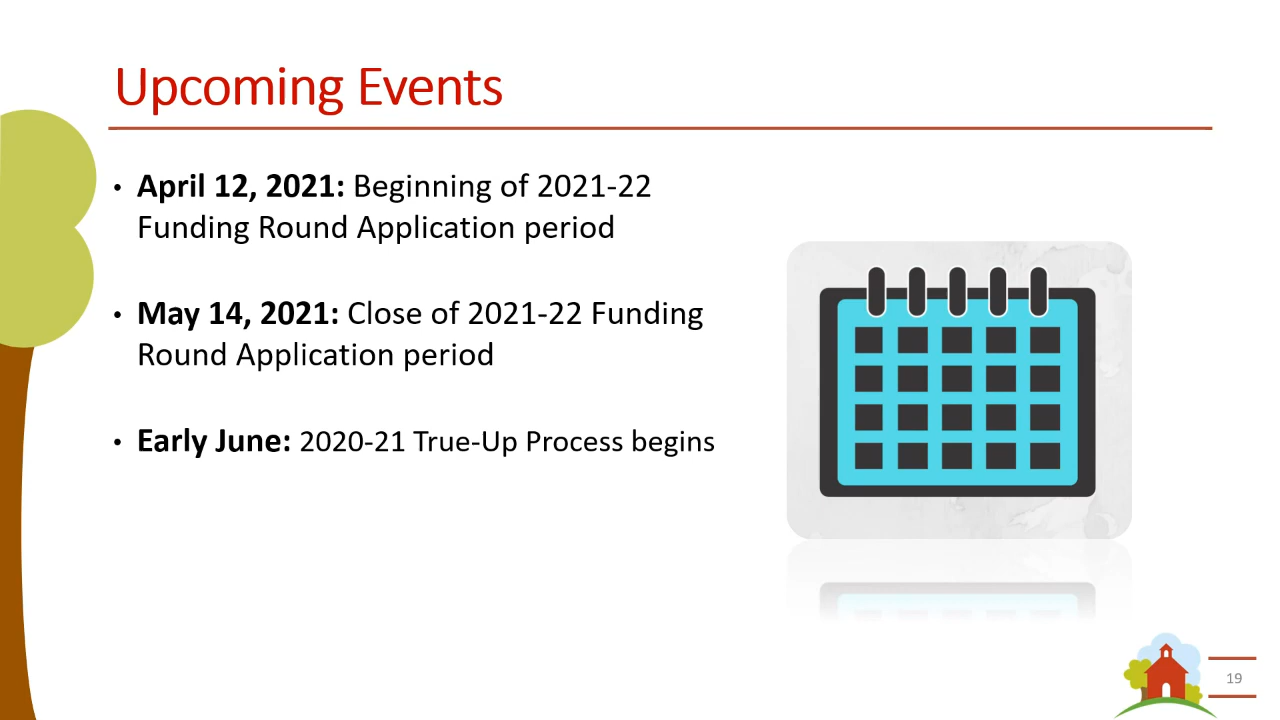 Upcoming Events
• April 12, 2021: Beginning of 2021-22
Funding Round Application period
• May 14, 2021: Close of 2021-22 Funding
Round Application period
• Early June: 2020-21 True-Up Process begins
19